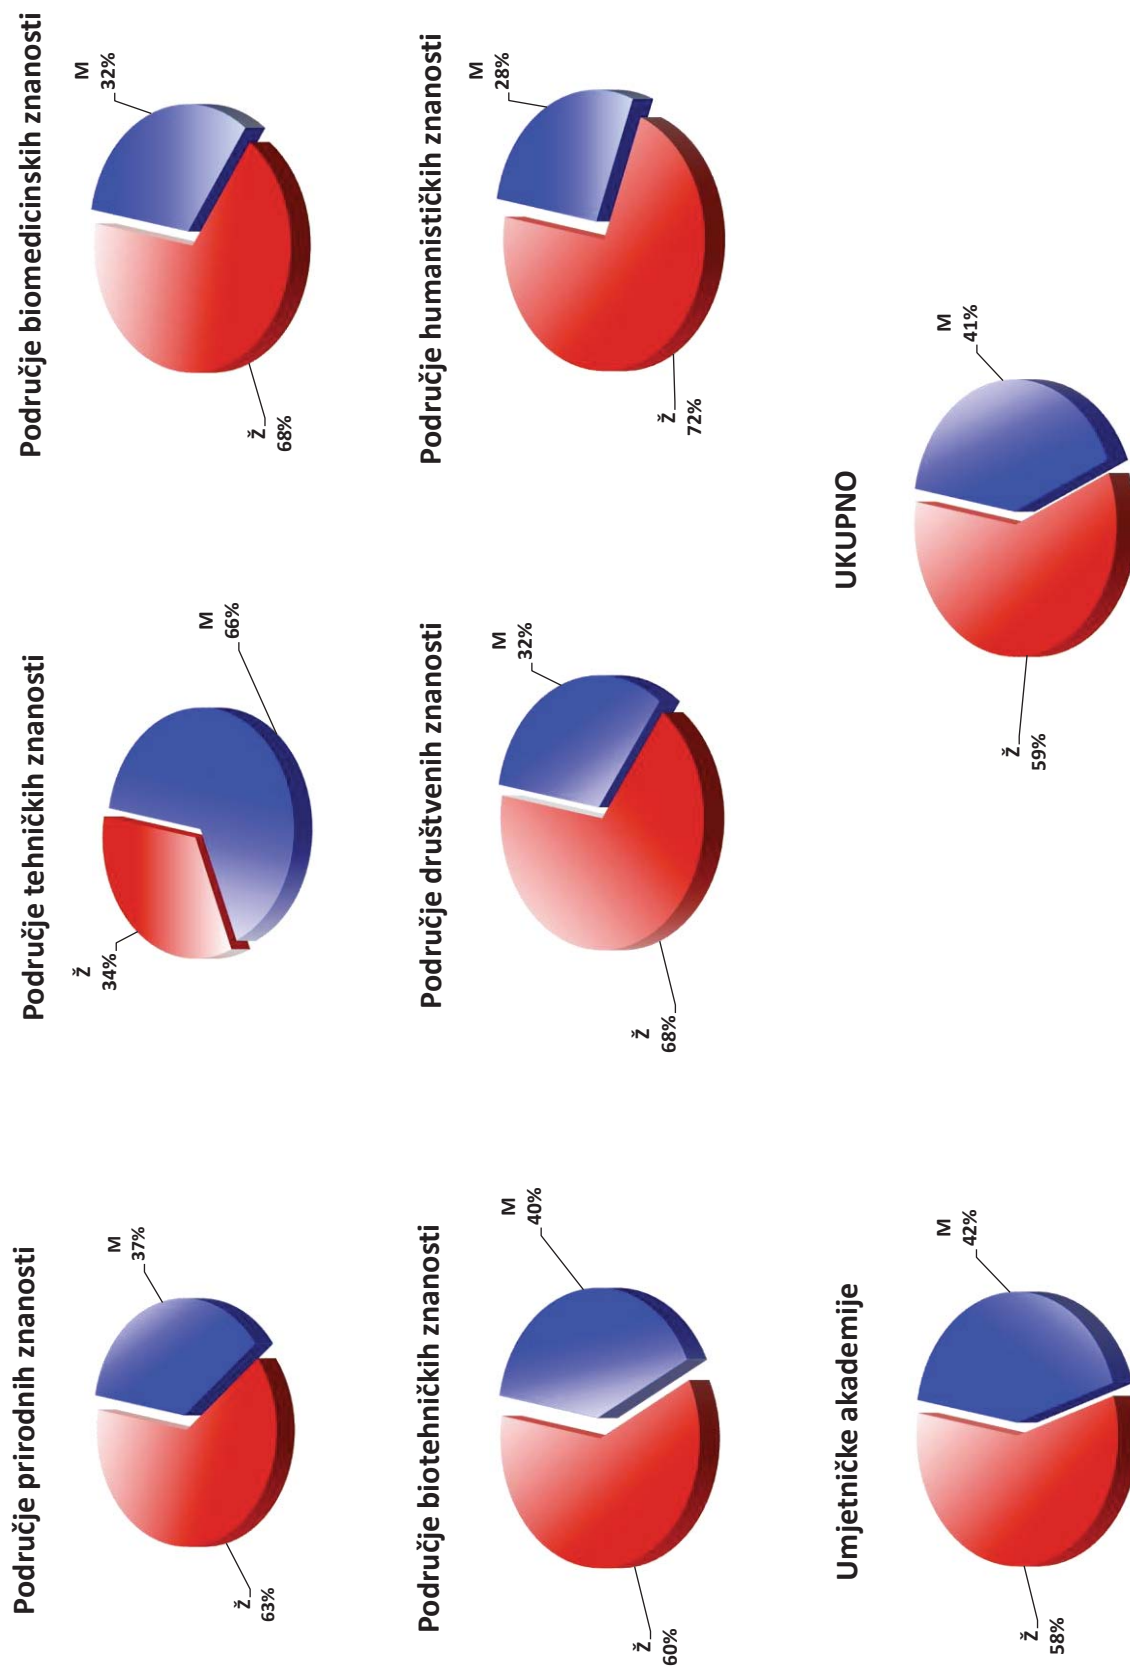 Područje prirodnih znanosti
Ž
63%
M
37%
Područje tehničkih znanosti
Ž
34%
M
66%
Područje biomedicinskih znanosti
Ž
68%
M
32%
Područje biotehničkih znanosti
Ž
60%
M
40%
Područje društvenih znanosti
Ž
68%
M
32%
Područje humanističkih znanosti
Ž
72%
M
28%
Umjetničke akademije
Ž
58%
M
42%
UKUPNO
Ž
59%
M
41%